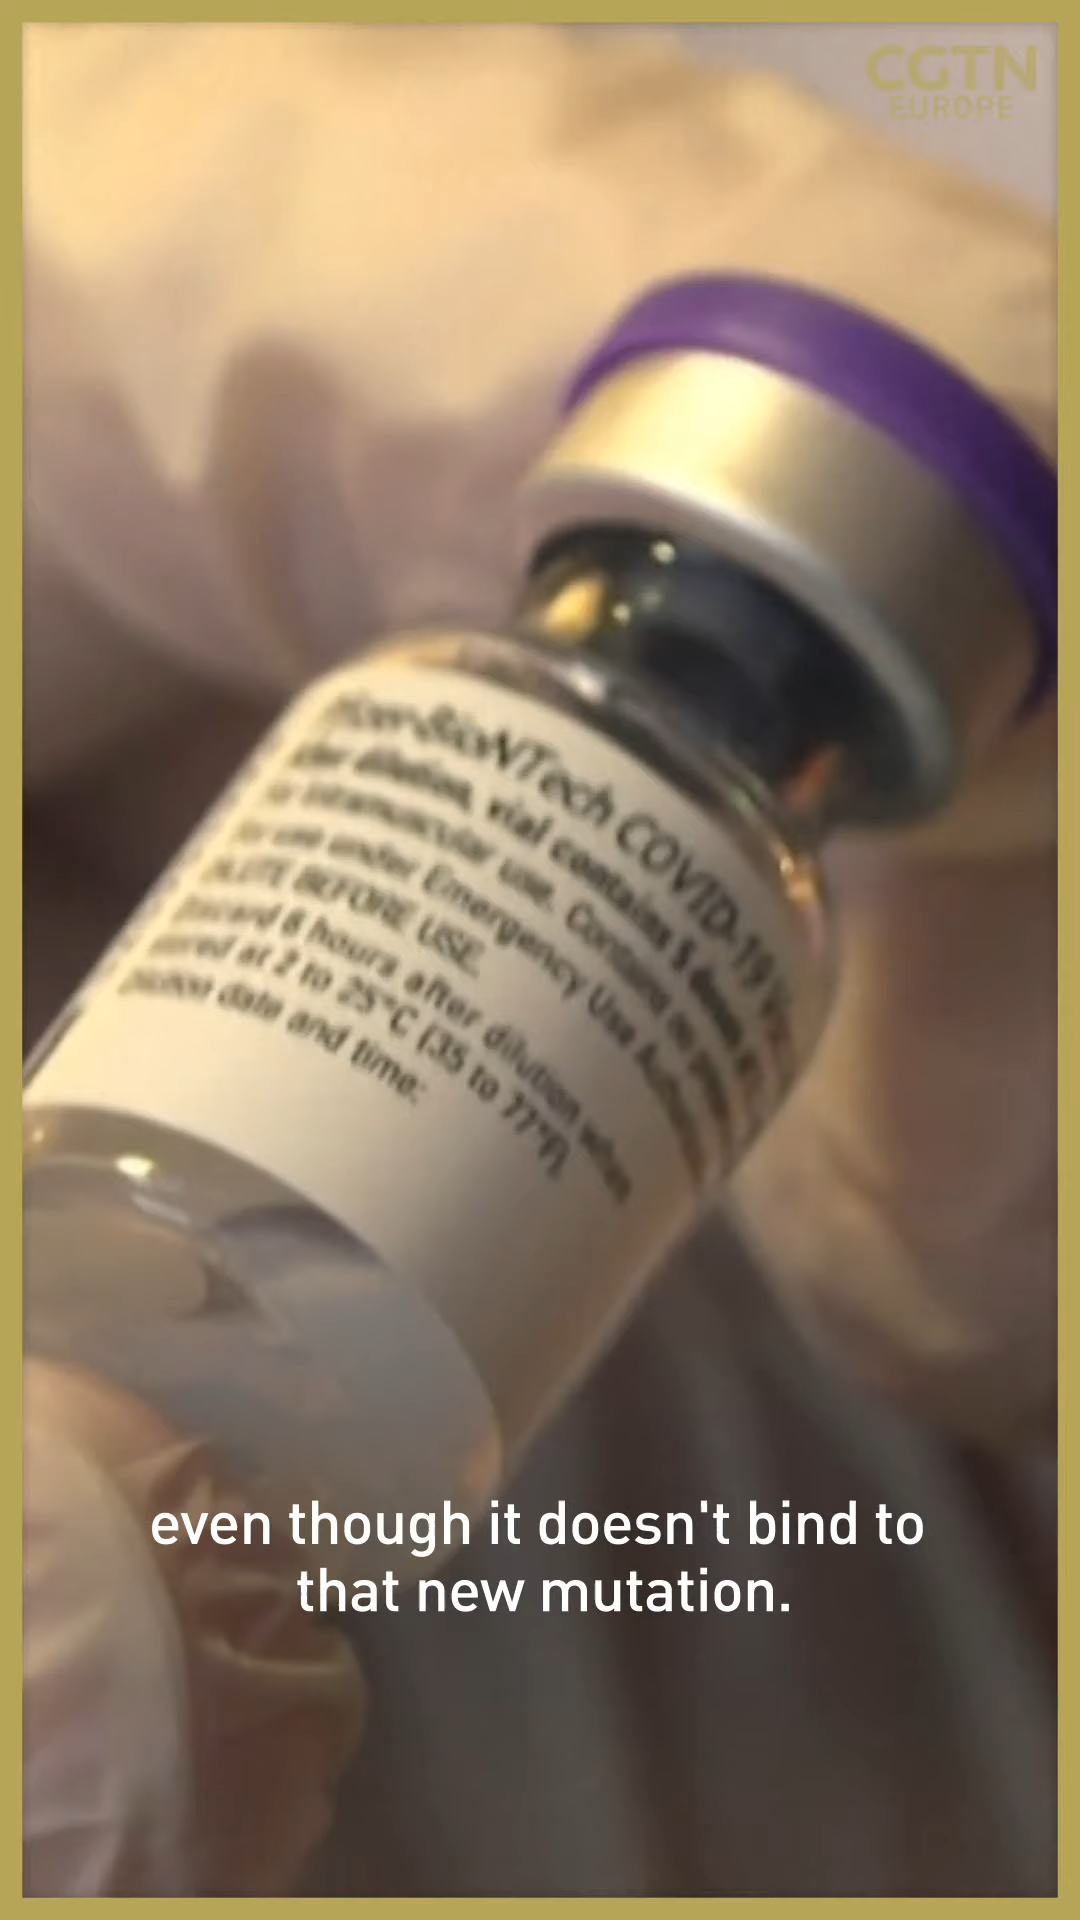 CGTN
EUROPE
BioNTech COVID-19
dilution, vial contains 5
intramuscular use. Contains no
use under Emergency Use
BEFORE USE.
6 hours after dilution when
at 2 to 25°C (35 to 77°F).
date and time:
even though it doesn't bind to
that new mutation.